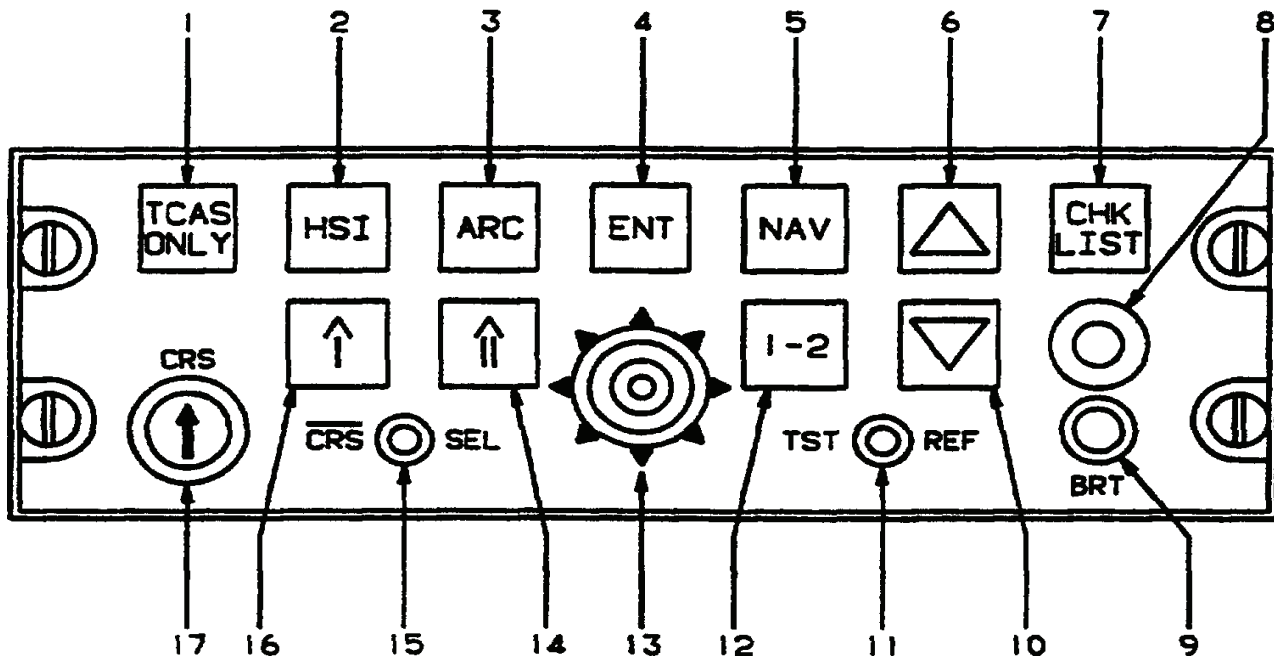 1 2 3 4 5 6 7 8
TCAS ONLY
HSI
ARC
ENT
NAV
CHK LIST
1-2
CRS
CRS SEL
TST REF
BRT
17 16 15 14 13 12 11 10 9